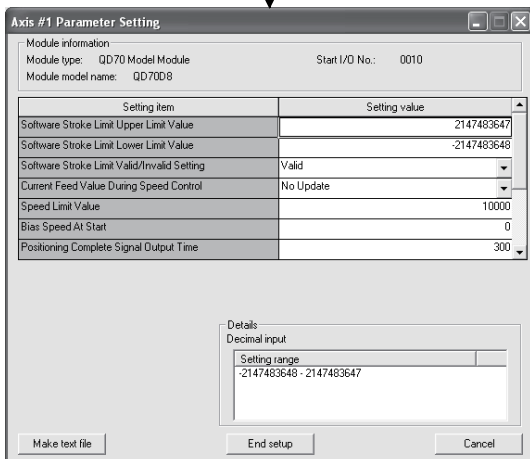 Axis #1 Parameter Setting
Module information
Module type: QD70 Model Module Start I/O No.: 0010
Module model name: QD70D8
Setting item Setting value
Software Stroke Limit Upper Limit Value 2147483647
Software Stroke Limit Lower Limit Value -2147483648
Software Stroke Limit Valid/Invalid Setting Valid
Current Feed Value During Speed Control No Update
Speed Limit Value 10000
Bias Speed At Start 0
Positioning Complete Signal Output Time 300
Details
Decimal input
Setting range
-2147483648 - 2147483647
Make text file End setup Cancel